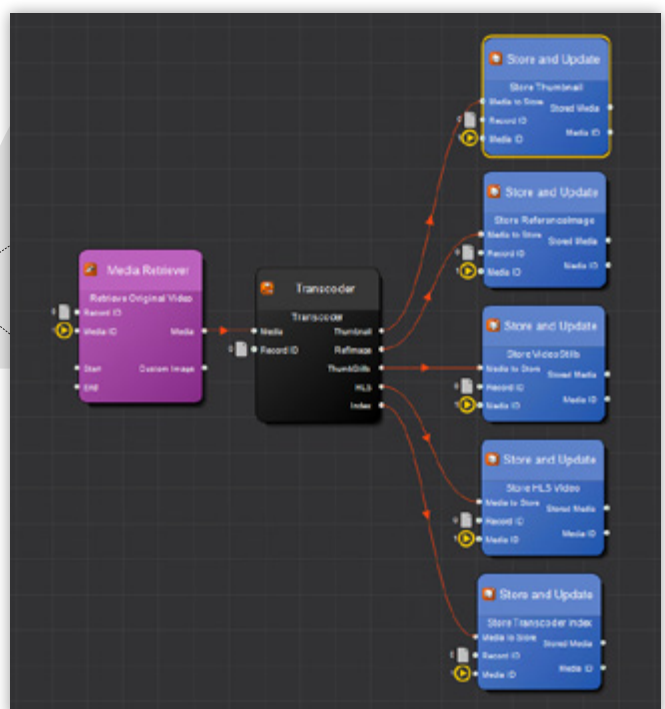 Store and Update
Store Thumbnail
Media to Store
Stored Media
Record ID
Media ID
Media ID
Store and Update
Store ReferenceImage
Media to Store
Stored Media
Record ID
Media ID
Media ID
Media Retriever
Retrieve Original Video
Record ID
Media ID
Media
Start
Custom Image
End
Transcoder
Transcoder
Media
Thumbnail
Record ID
RefImage
ThumbStills
HLS
Index
Store and Update
Store VideoStills
Media to Store
Stored Media
Record ID
Media ID
Media ID
Store and Update
Store HLS Video
Media to Store
Stored Media
Record ID
Media ID
Media ID
Store and Update
Store Transcoder Index
Media to Store
Stored Media
Record ID
Media ID
Media ID